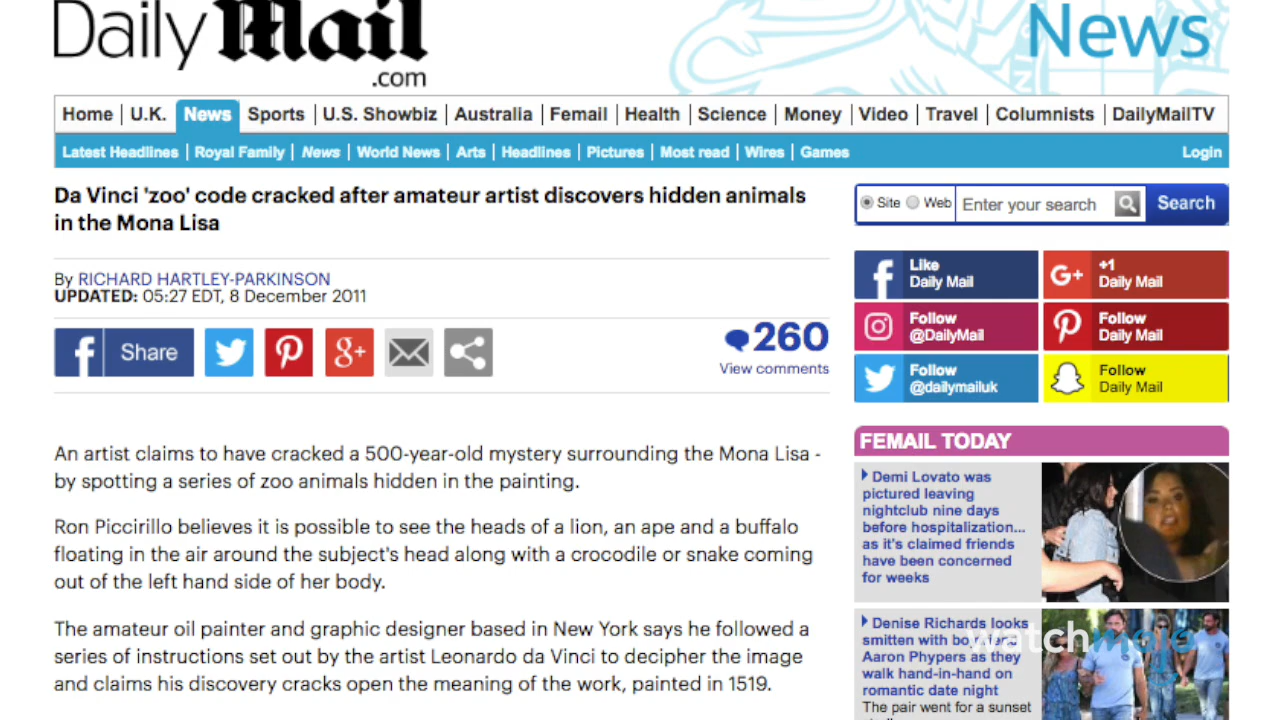 Daily Mail
.com
News
Home U.K. News Sports U.S. Showbiz Australia Femail Health Science Money Video Travel Columnists DailyMailTV
Latest Headlines Royal Family News World News Arts Headlines Pictures Most read Wires Games Login
Da Vinci 'zoo' code cracked after amateur artist discovers hidden animals
in the Mona Lisa
By RICHARD HARTLEY-PARKINSON
UPDATED: 05:27 EDT, 8 December 2011
Share
260
View comments
An artist claims to have cracked a 500-year-old mystery surrounding the Mona Lisa -
by spotting a series of zoo animals hidden in the painting.
Ron Piccirillo believes it is possible to see the heads of a lion, an ape and a buffalo
floating in the air around the subject's head along with a crocodile or snake coming
out of the left hand side of her body.
The amateur oil painter and graphic designer based in New York says he followed a
series of instructions set out by the artist Leonardo da Vinci to decipher the image
and claims his discovery cracks open the meaning of the work, painted in 1519.
Site Web Enter your search Search
Like
Daily Mail
+1
Daily Mail
Follow
@DailyMail
Follow
Daily Mail
Follow
@dailymailuk
Follow
Daily Mail
FEMAIL TODAY
Demi Lovato was
pictured leaving
nightclub nine days
before hospitalization...
as it's claimed friends
have been concerned
for weeks
Denise Richards looks
smitten with boyfriend
Aaron Phypers as they
walk hand-in-hand on
romantic date night
The pair went for a sunset
watchmojo